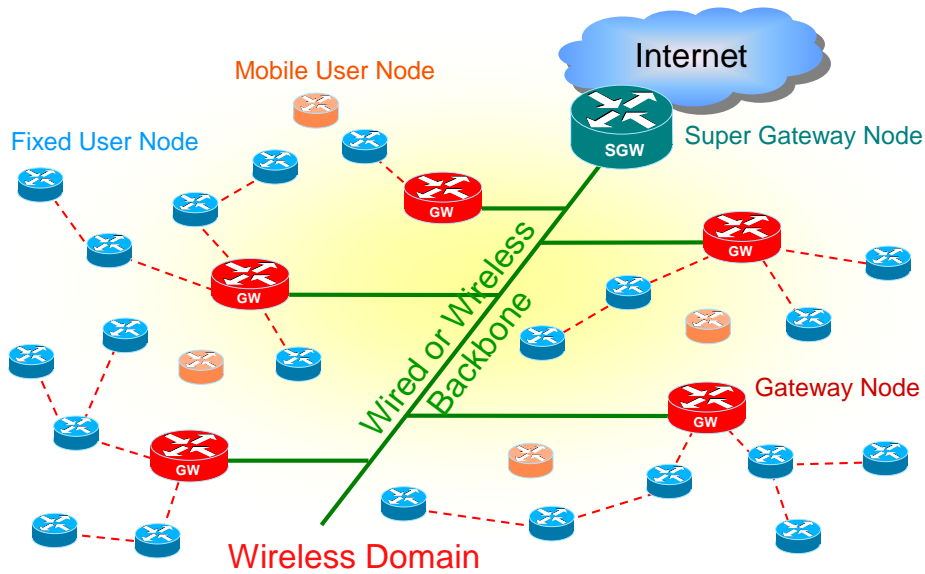 Internet
Mobile User Node
Fixed User Node
Super Gateway Node
SGW
GW
GW
GW
Wired or Wireless
Backbone
Gateway Node
GW
GW
Wireless Domain